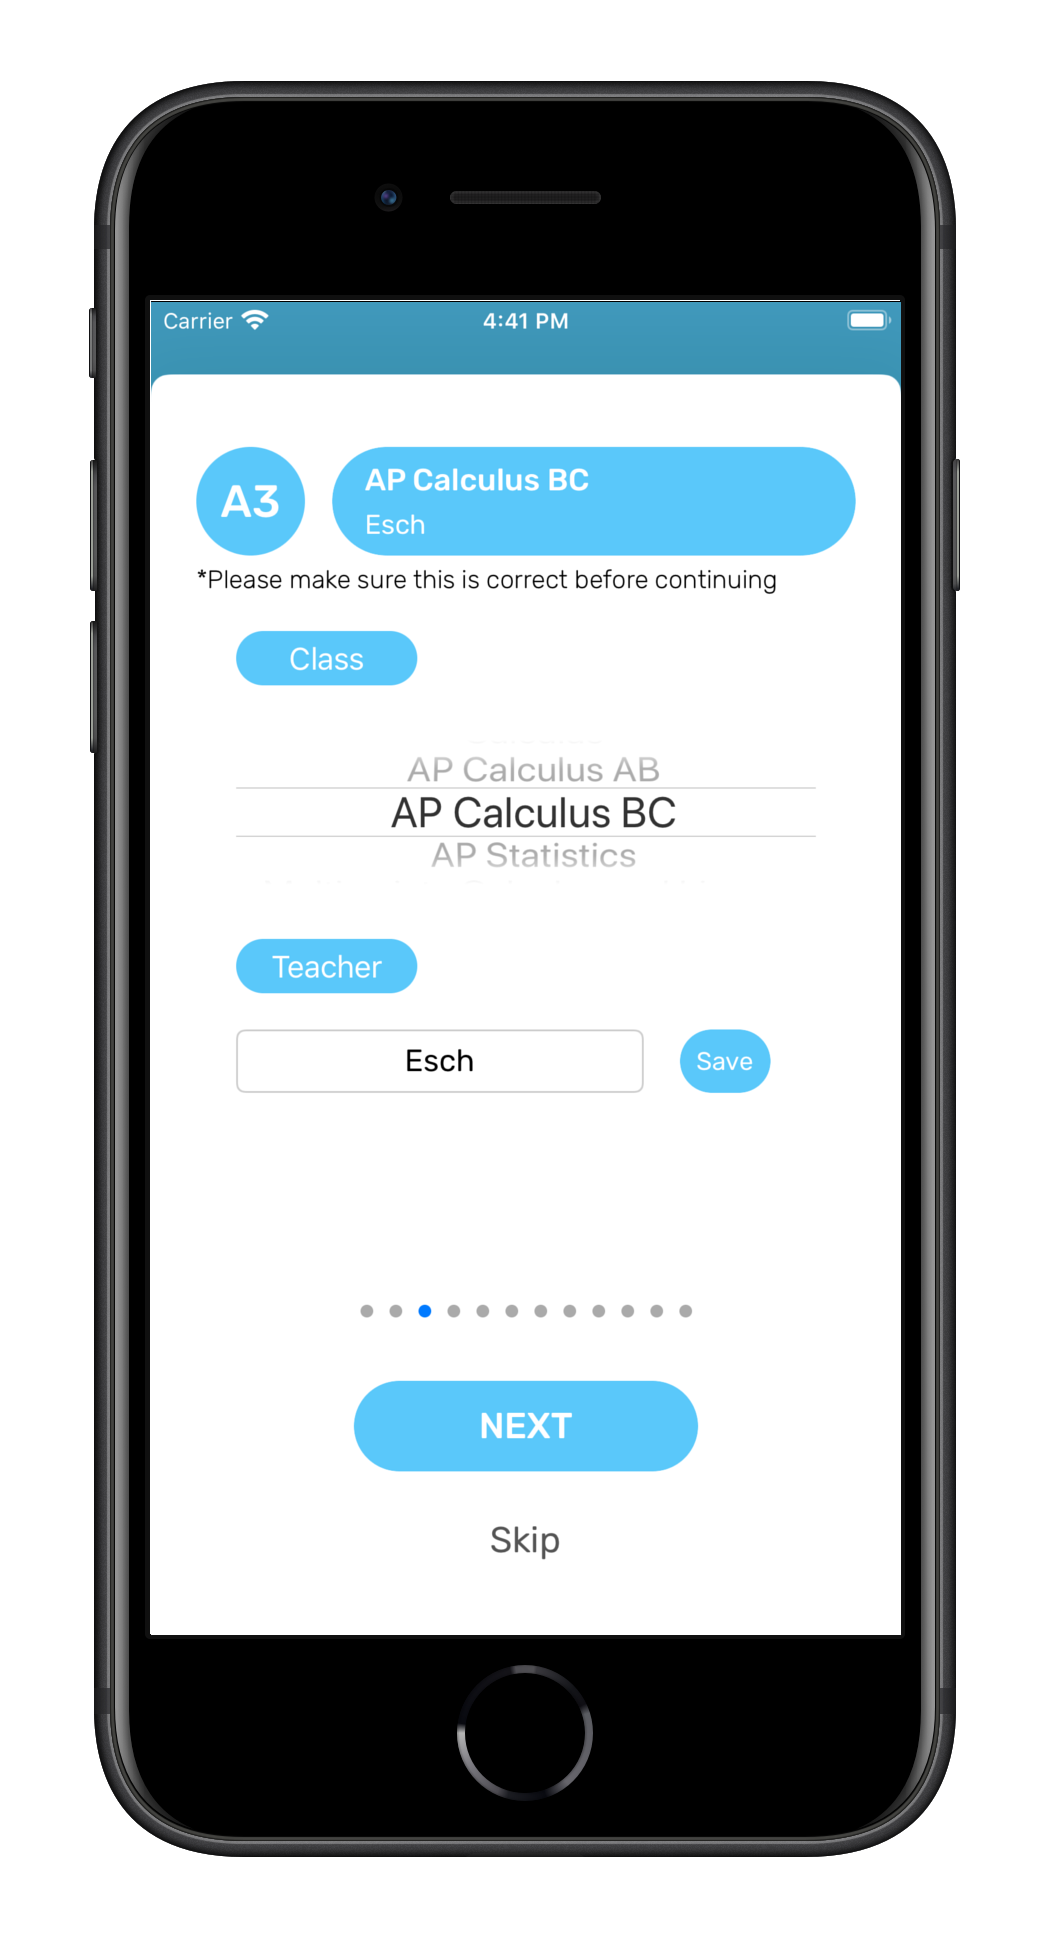 Carrier 4:41 PM
A3
AP Calculus BC
Esch
*Please make sure this is correct before continuing
Class
AP Calculus AB
AP Calculus BC
AP Statistics
Teacher
Esch
Save
NEXT
Skip